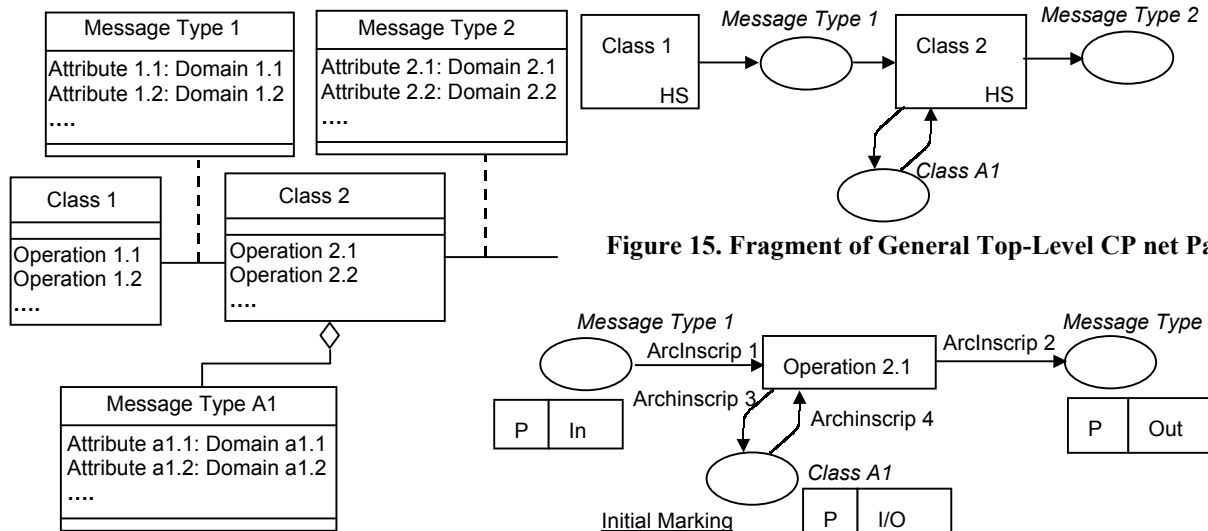 Message Type 1
Attribute 1.1: Domain 1.1
Attribute 1.2: Domain 1.2
....
Message Type 2
Attribute 2.1: Domain 2.1
Attribute 2.2: Domain 2.2
....
Class 1
Operation 1.1
Operation 1.2
....
Class 2
Operation 2.1
Operation 2.2
....
Message Type A1
Attribute a1.1: Domain a1.1
Attribute a1.2: Domain a1.2
....
Class 1
HS
Message Type 1
Class 2
HS
Message Type 2
Class A1
Figure 15. Fragment of General Top-Level CP net Pa
Message Type 1
ArcInscrip 1
Operation 2.1
ArcInscrip 2
Message Type
P In
Archinscrip 3
Archinscrip 4
P Out
Class A1
Initial Marking
P I/O